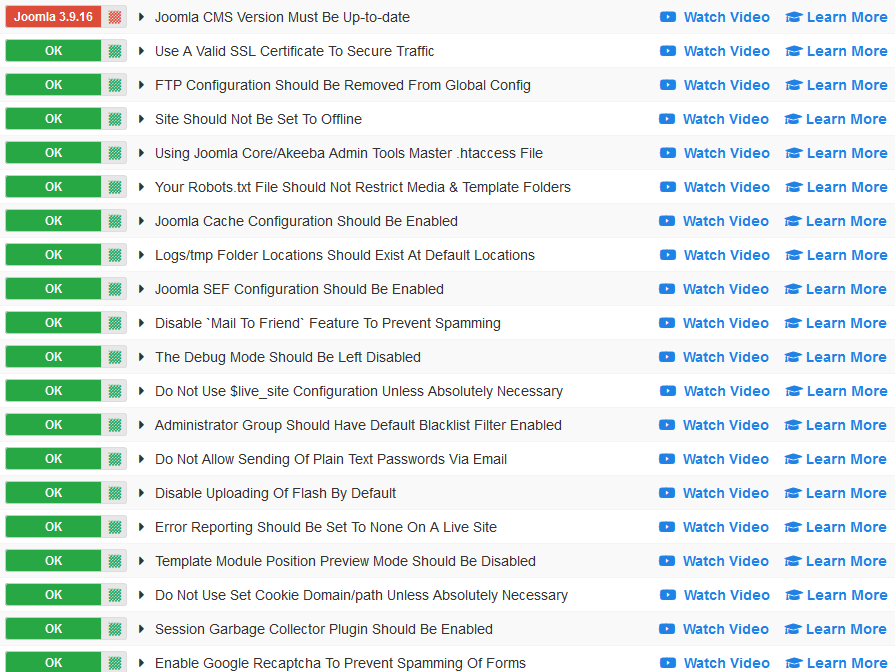 Joomla 3.9.16 Joomla CMS Version Must Be Up-to-date Watch Video Learn More
OK Use A Valid SSL Certificate To Secure Traffic Watch Video Learn More
OK FTP Configuration Should Be Removed From Global Config Watch Video Learn More
OK Site Should Not Be Set To Offline Watch Video Learn More
OK Using Joomla Core/Akeeba Admin Tools Master .htaccess File Watch Video Learn More
OK Your Robots.txt File Should Not Restrict Media & Template Folders Watch Video Learn More
OK Joomla Cache Configuration Should Be Enabled Watch Video Learn More
OK Logs/tmp Folder Locations Should Exist At Default Locations Watch Video Learn More
OK Joomla SEF Configuration Should Be Enabled Watch Video Learn More
OK Disable `Mail To Friend` Feature To Prevent Spamming Watch Video Learn More
OK The Debug Mode Should Be Left Disabled Watch Video Learn More
OK Do Not Use $live_site Configuration Unless Absolutely Necessary Watch Video Learn More
OK Administrator Group Should Have Default Blacklist Filter Enabled Watch Video Learn More
OK Do Not Allow Sending Of Plain Text Passwords Via Email Watch Video Learn More
OK Disable Uploading Of Flash By Default Watch Video Learn More
OK Error Reporting Should Be Set To None On A Live Site Watch Video Learn More
OK Template Module Position Preview Mode Should Be Disabled Watch Video Learn More
OK Do Not Use Set Cookie Domain/path Unless Absolutely Necessary Watch Video Learn More
OK Session Garbage Collector Plugin Should Be Enabled Watch Video Learn More
OK Enable Google Recaptcha To Prevent Spamming Of Forms Watch Video Learn More